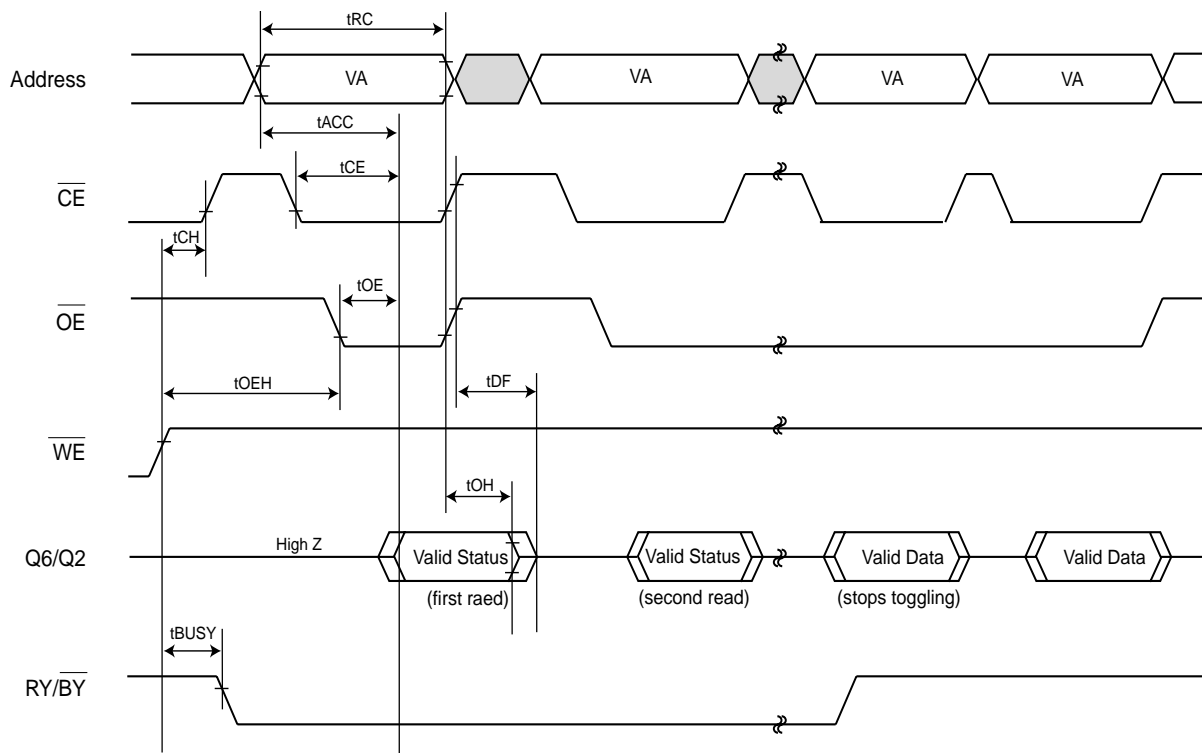 tRC
Address
VA
VA
VA
VA
tACC
tCE
CE
tCH
tOE
OE
tOEH
tDF
WE
tOH
High Z
Q6/Q2
Valid Status
Valid Status
Valid Data
Valid Data
(first raed)
(second read)
(stops toggling)
tBUSY
RY/BY